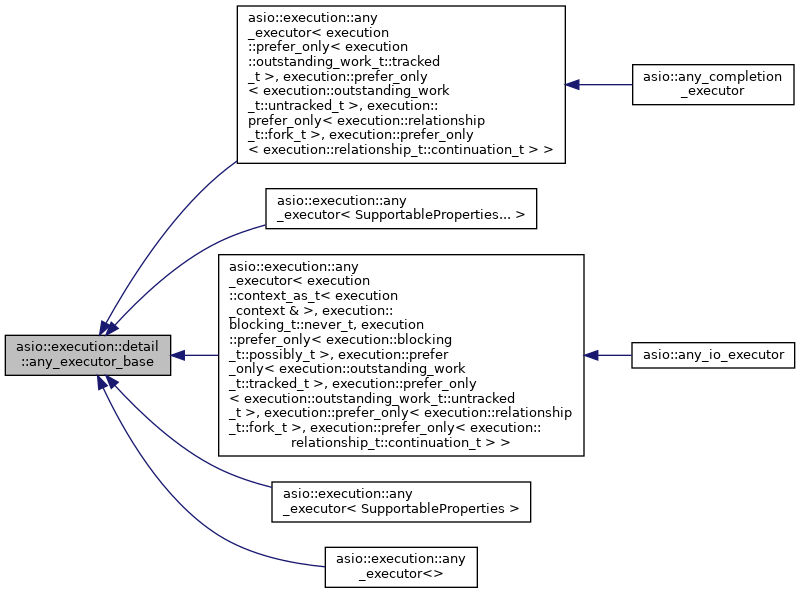 asio::execution::any
_executor< execution
::prefer_only< execution
::outstanding_work_t::tracked
_t >, execution::prefer_only
< execution::outstanding_work
_t::untracked_t >, execution::
prefer_only< execution::relationship
_t::fork_t >, execution::prefer_only
< execution::relationship_t::continuation_t > >
asio::any_completion
_executor
asio::execution::any
_executor< SupportableProperties... >
asio::execution::detail
::any_executor_base
asio::execution::any
_executor< execution
::context_as_t< execution
_context & >, execution::
blocking_t::never_t, execution
::prefer_only< execution::blocking
_t::possibly_t >, execution::prefer
_only< execution::outstanding_work
_t::tracked_t >, execution::prefer_only
< execution::outstanding_work_t::untracked
_t >, execution::prefer_only< execution::relationship
_t::fork_t >, execution::prefer_only< execution::
relationship_t::continuation_t > >
asio::any_io_executor
asio::execution::any
_executor< SupportableProperties >
asio::execution::any
_executor<>